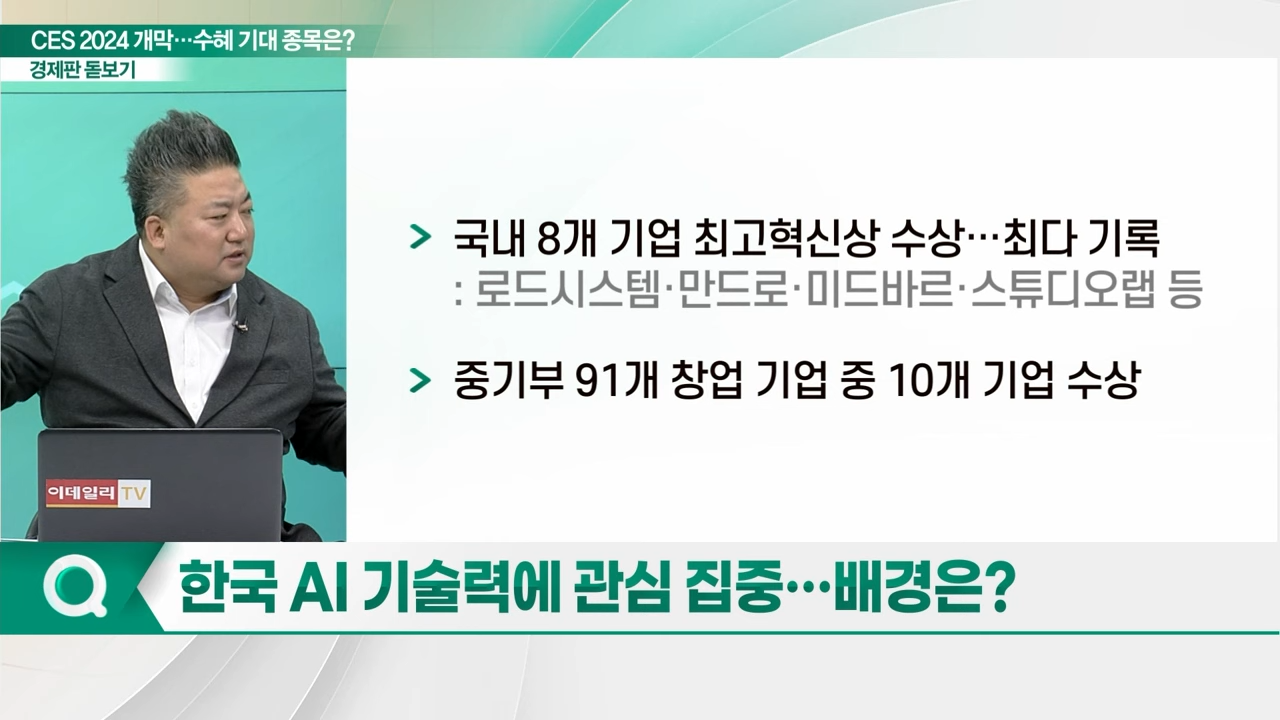 CES 2024 개막…수혜 기대 종목은?
경제판 돋보기
> 국내 8개 기업 최고혁신상 수상…최다 기록
: 로드시스템·만드로·미드바르·스튜디오랩 등
> 중기부 91개 창업 기업 중 10개 기업 수상
이데일리 TV
Q 한국 AI 기술력에 관심 집중…배경은?